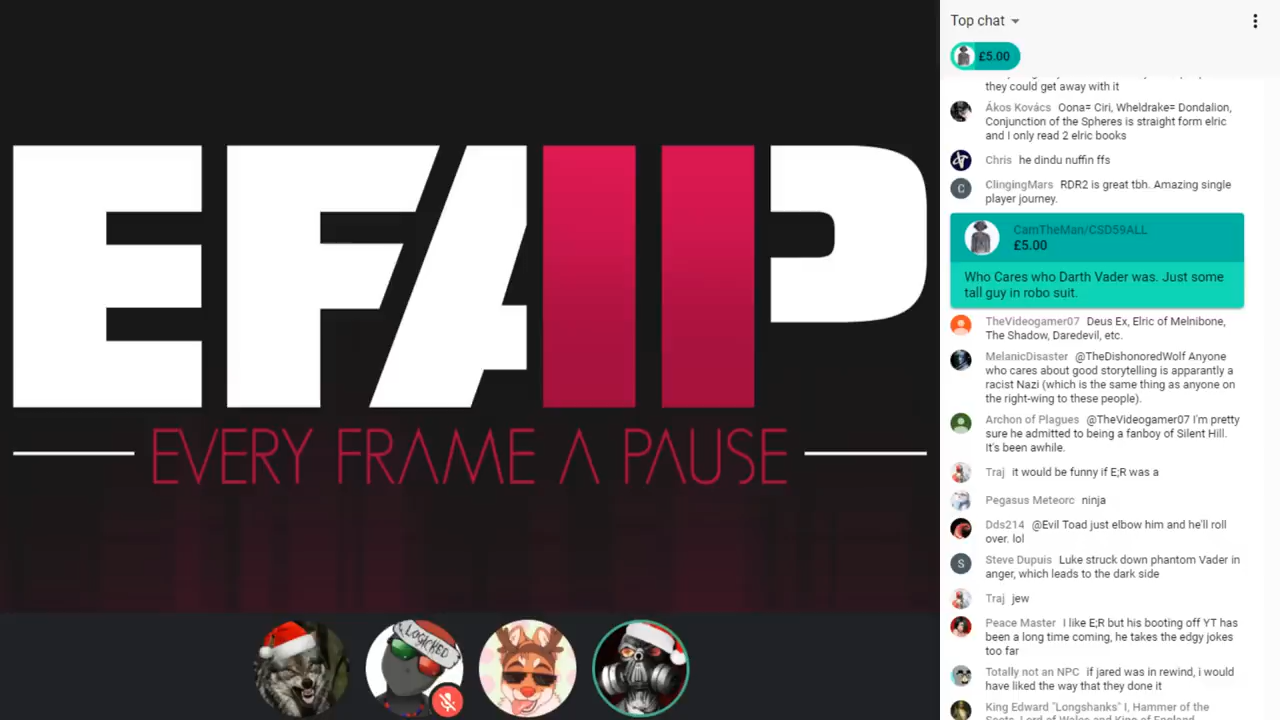 EFAP
EVERY FRAME A PAUSE
LOGICKED
Top chat
£5.00
they could get away with it
Ákos Kovács Oona= Ciri, Wheldrake= Dondalion,
Conjunction of the Spheres is straight form elric
and I only read 2 elric books
Chris he dindu nuffin ffs
C
ClingingMars RDR2 is great tbh. Amazing single
player journey.
CamTheMan/CSD59ALL
£5.00
Who Cares who Darth Vader was. Just some
tall guy in robo suit.
TheVideogamer07 Deus Ex, Elric of Melnibone,
The Shadow, Daredevil, etc.
MelanicDisaster @TheDishonoredWolf Anyone
who cares about good storytelling is apparantly a
racist Nazi (which is the same thing as anyone on
the right-wing to these people).
Archon of Plagues @TheVideogamer07 I'm pretty
sure he admitted to being a fanboy of Silent Hill.
It's been awhile.
Traj it would be funny if E;R was a
Pegasus Meteorc ninja
Dds214 @Evil Toad just elbow him and he'll roll
over. lol
S
Steve Dupuis Luke struck down phantom Vader in
anger, which leads to the dark side
Traj jew
Peace Master I like E;R but his booting off YT has
been a long time coming, he takes the edgy jokes
too far
Totally not an NPC if jared was in rewind, i would
have liked the way that they done it
King Edward "Longshanks" I, Hammer of the
Scots, Lord of Wales and King of England